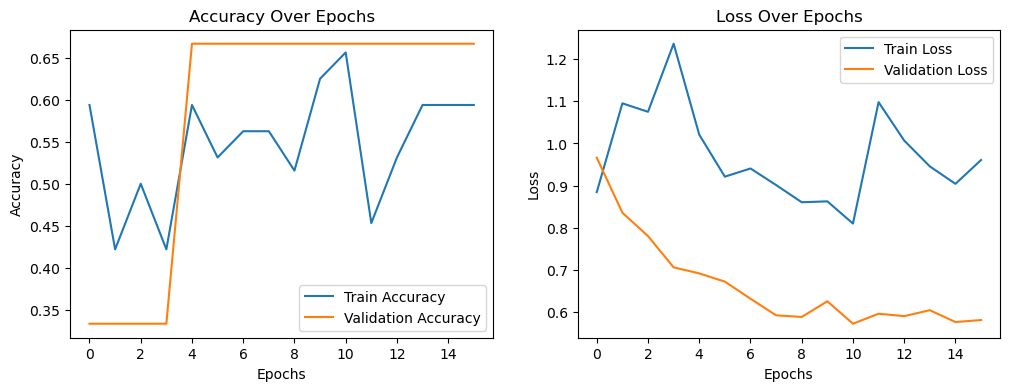 Accuracy Over Epochs
Accuracy
0.65
0.60
0.55
0.50
0.45
0.40
0.35
Train Accuracy
Validation Accuracy
0 2 4 6 8 10 12 14
Epochs
Loss Over Epochs
Loss
1.2
1.1
1.0
0.9
0.8
0.7
0.6
Train Loss
Validation Loss
0 2 4 6 8 10 12 14
Epochs